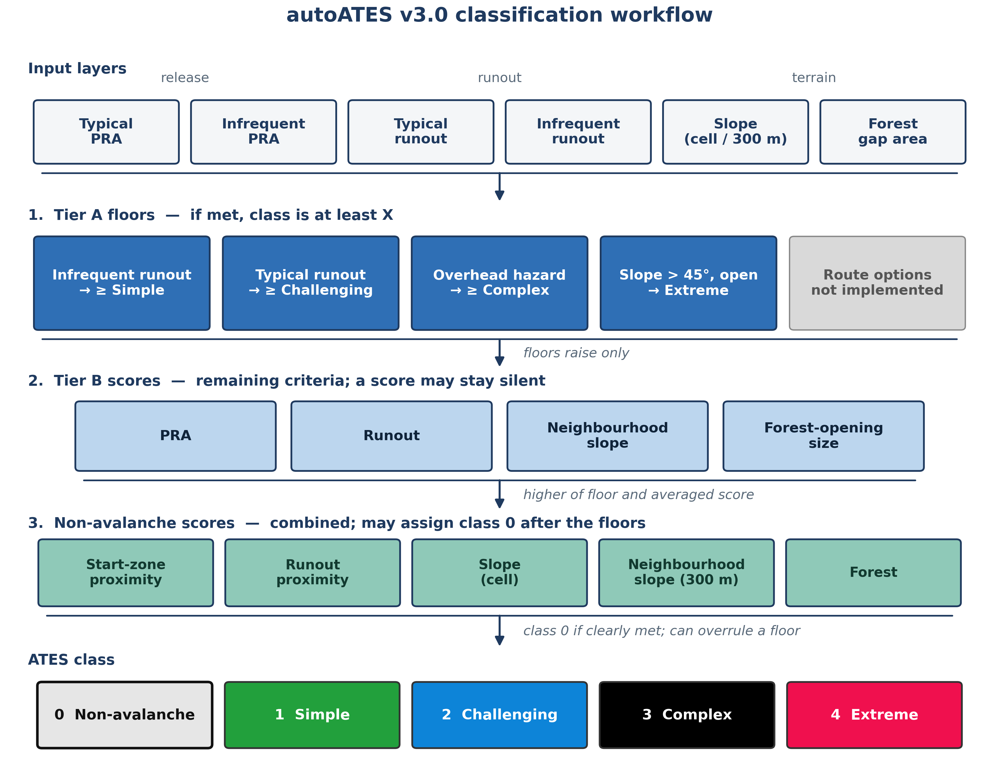 autoATES v3.0 classification workflow
Input layers
release
runout
terrain
Typical
PRA
Infrequent
PRA
Typical
runout
Infrequent
runout
Slope
(cell / 300 m)
Forest
gap area
1. Tier A floors — if met, class is at least X
Infrequent runout
→ ≥ Simple
Typical runout
→ ≥ Challenging
Overhead hazard
→ ≥ Complex
Slope > 45°, open
→ Extreme
Route options
not implemented
floors raise only
2. Tier B scores — remaining criteria; a score may stay silent
PRA
Runout
Neighbourhood
slope
Forest-opening
size
higher of floor and averaged score
3. Non-avalanche scores — combined; may assign class 0 after the floors
Start-zone
proximity
Runout
proximity
Slope
(cell)
Neighbourhood
slope (300 m)
Forest
class 0 if clearly met; can overrule a floor
ATES class
0 Non-avalanche
1 Simple
2 Challenging
3 Complex
4 Extreme